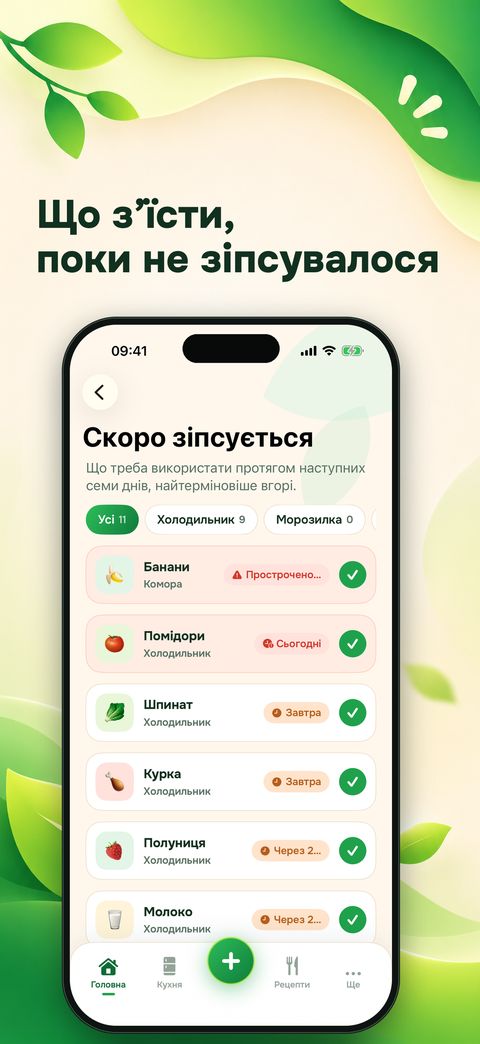 Що з’їсти,
поки не зіпсувалося
09:41
Скоро зіпсується
Що треба використати протягом наступних
семи днів, найтерміновіше вгорі.
Усі 11
Холодильник 9
Морозилка 0
Банани
Комора
Прострочено...
Помідори
Холодильник
Сьогодні
Шпинат
Холодильник
Завтра
Курка
Холодильник
Завтра
Полуниця
Холодильник
Через 2...
Молоко
Холодильник
Через 2...
Головна
Кухня
Рецепти
Ще